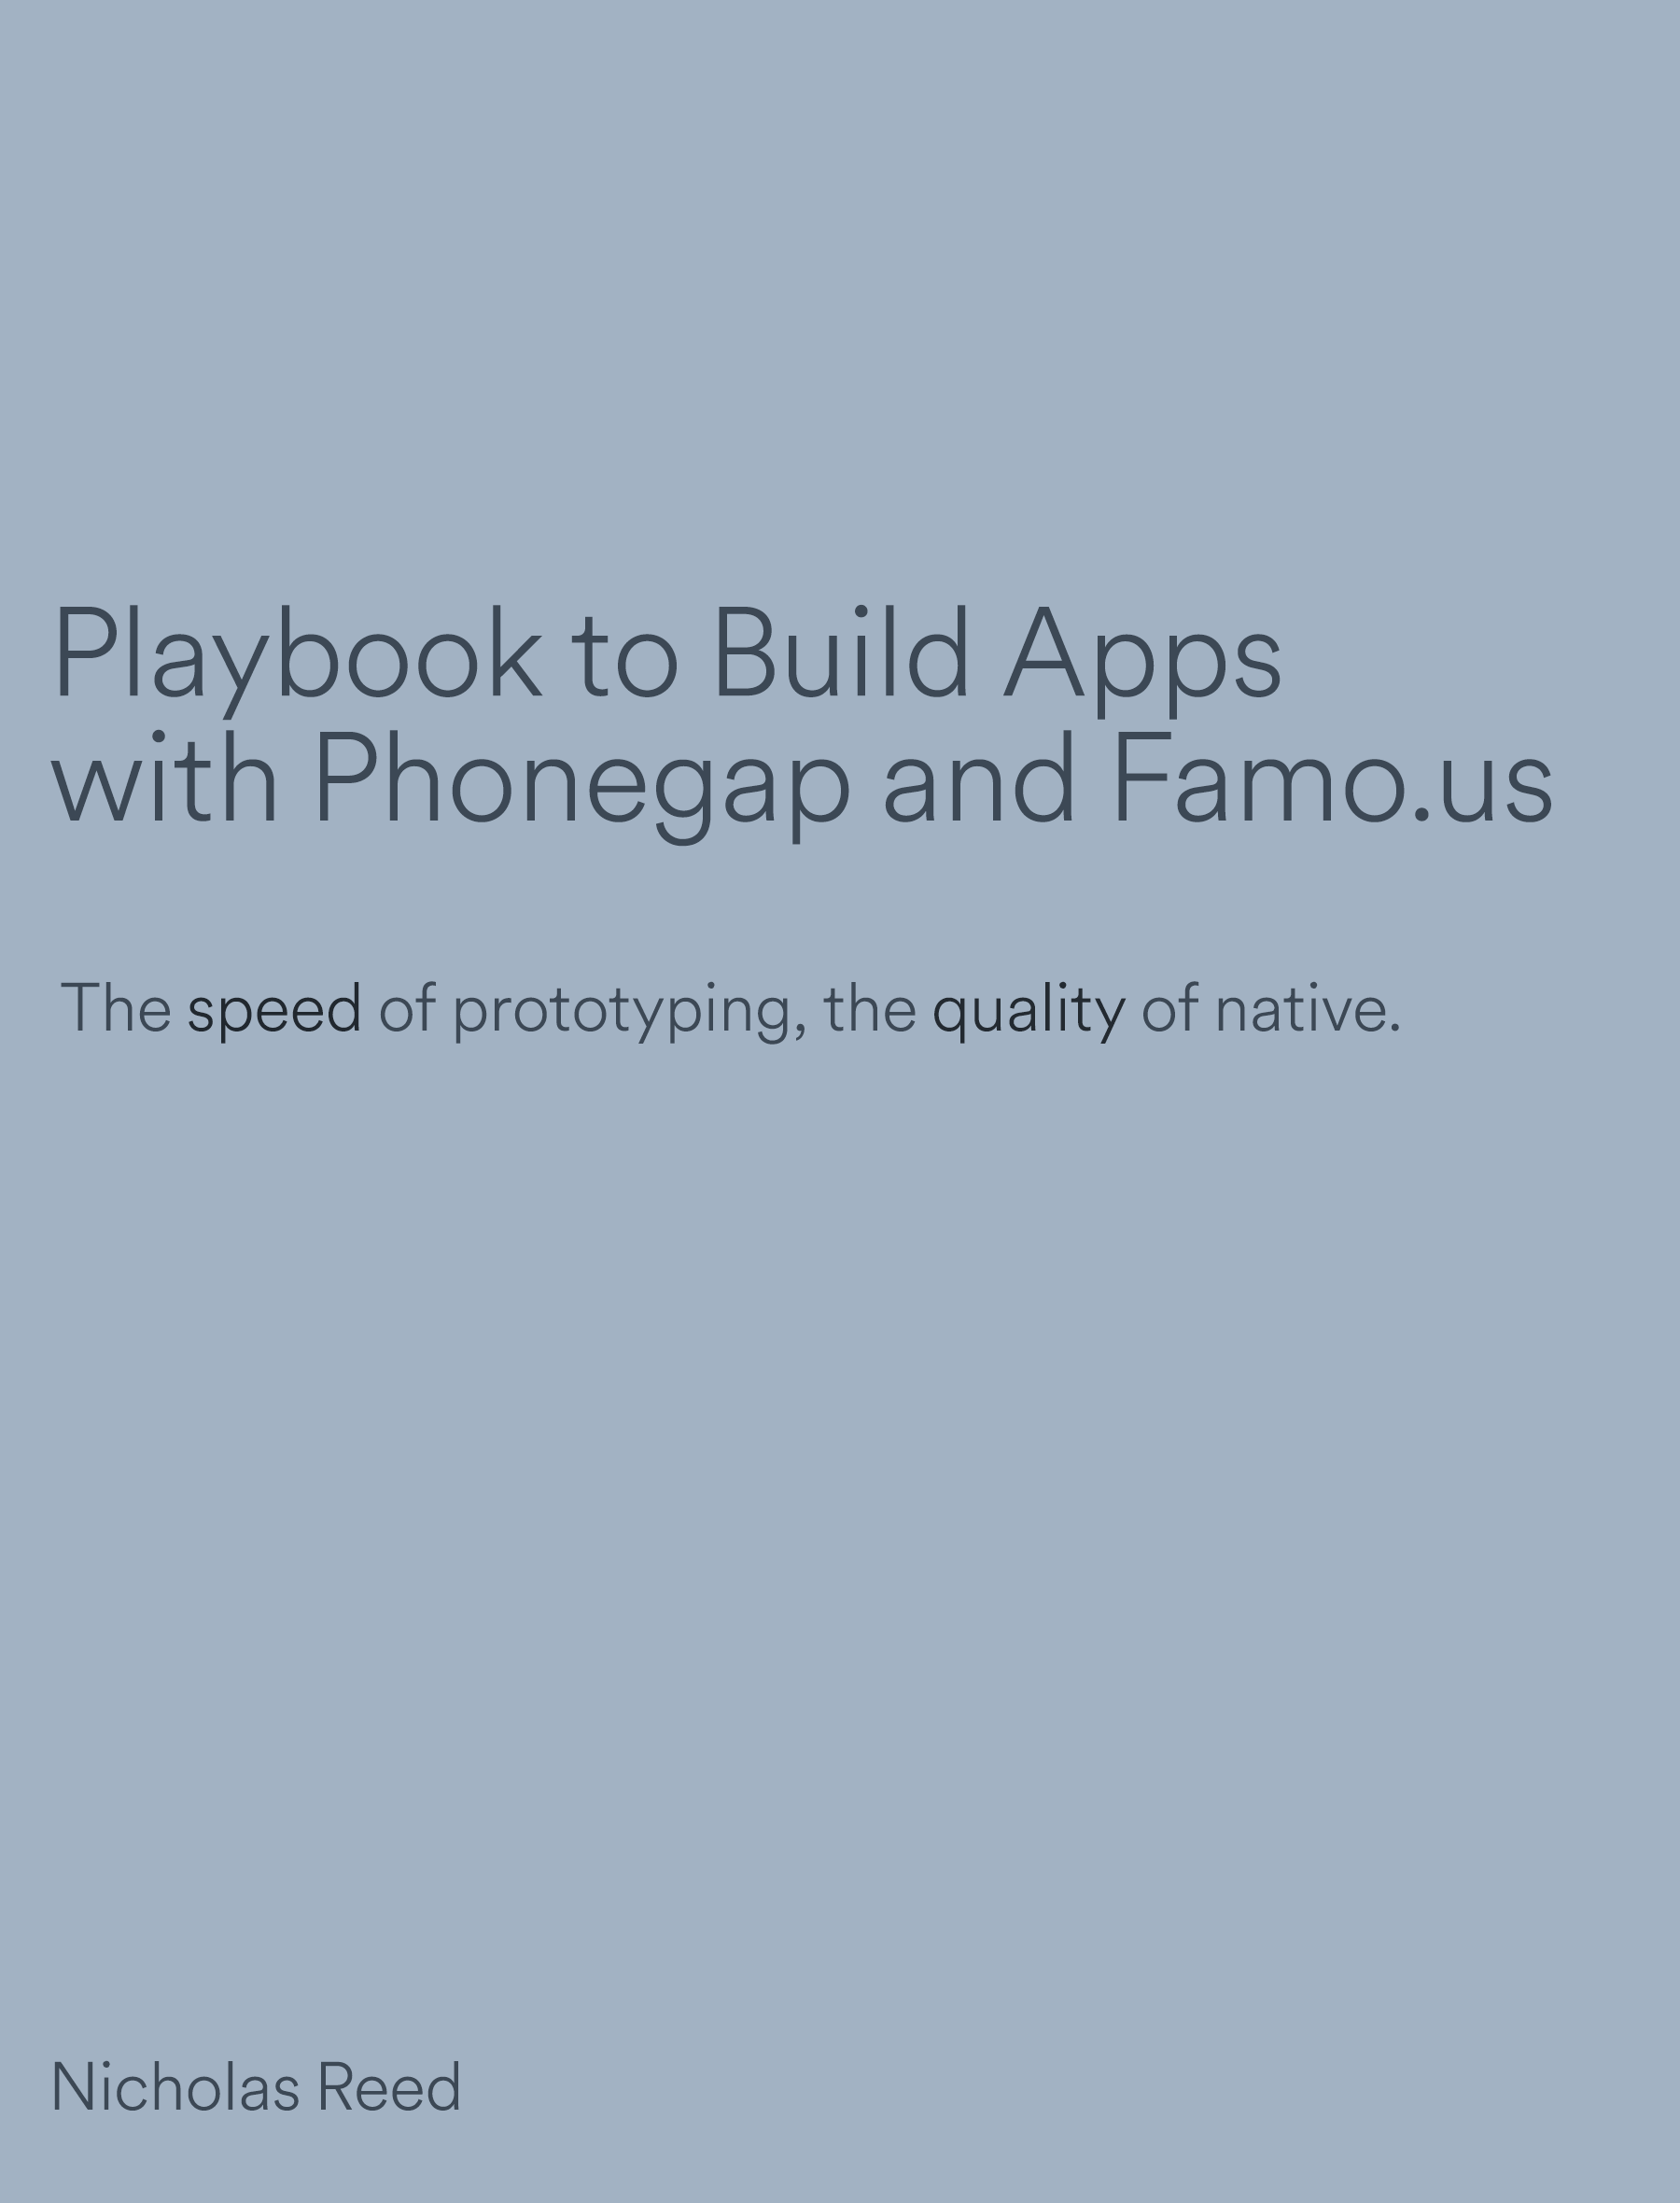 Playbook to Build Apps
with Phonegap and Famo.us
The speed of prototyping, the quality of native.
Nicholas Reed